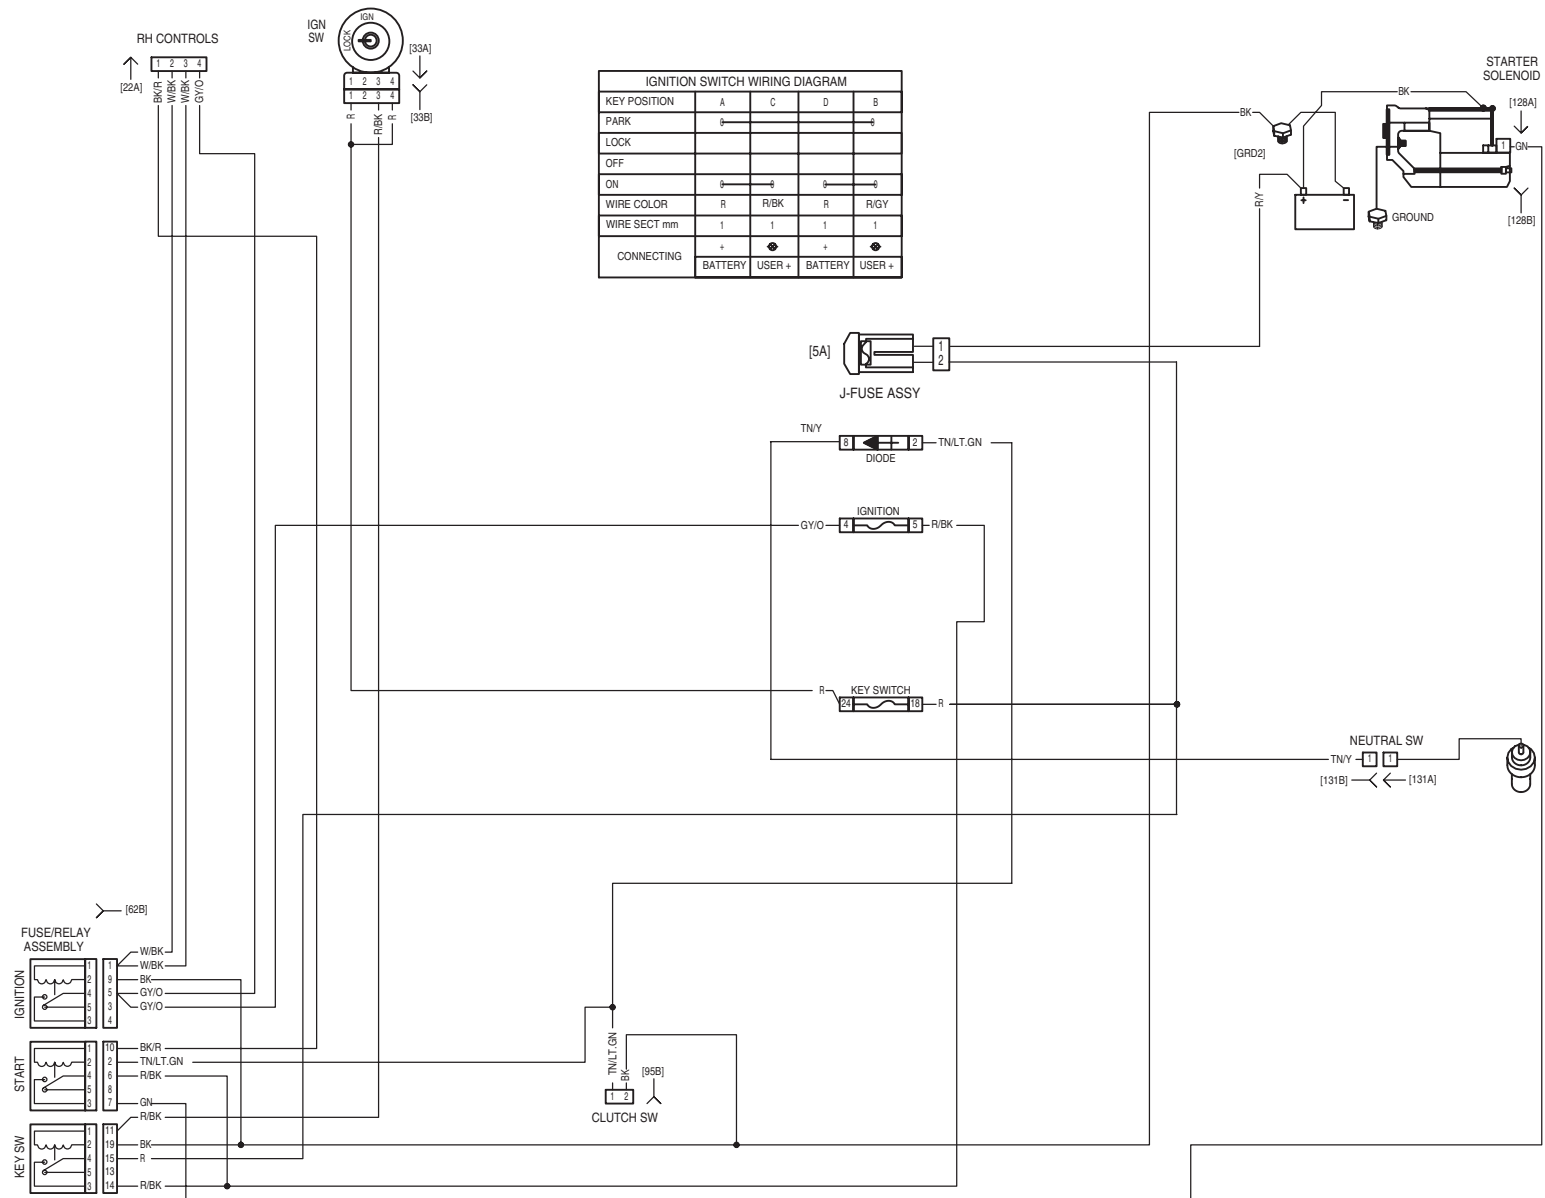 RH CONTROLS
1 2 3 4
[22A]
BK/R
W/BK
W/BK
GY/O
IGN
SW
IGN
LOCK
[33A]
1 2 3 4
1 2 3 4
[33B]
R
R/BK
R
IGNITION SWITCH WIRING DIAGRAM
KEY POSITION A C D B
PARK
LOCK
OFF
ON
WIRE COLOR R R/BK R R/GY
WIRE SECT mm 1 1 1 1
CONNECTING + +
BATTERY USER + BATTERY USER +
STARTER
SOLENOID
BK
[128A]
BK
[GRD2]
1 GN
R/Y
+ -
GROUND
[128B]
[5A]
1
2
J-FUSE ASSY
TN/Y
8 2 TN/LT.GN
DIODE
IGNITION
GY/O 4 5 R/BK
KEY SWITCH
R 24 18 R
NEUTRAL SW
TN/Y 1 1
[131B] [131A]
[62B]
FUSE/RELAY
ASSEMBLY
IGNITION
W/BK
1 1 W/BK
2 9 BK
4 5 GY/O
5 3 GY/O
3 4
START
1 10 BK/R
2 2 TN/LT.GN
4 6 R/BK
5 8
3 7 GN
KEY SW
R/BK
1 11
2 19 BK
4 15 R
5 13
3 14 R/BK
TN/LT.GN
BK
[95B]
1 2
CLUTCH SW